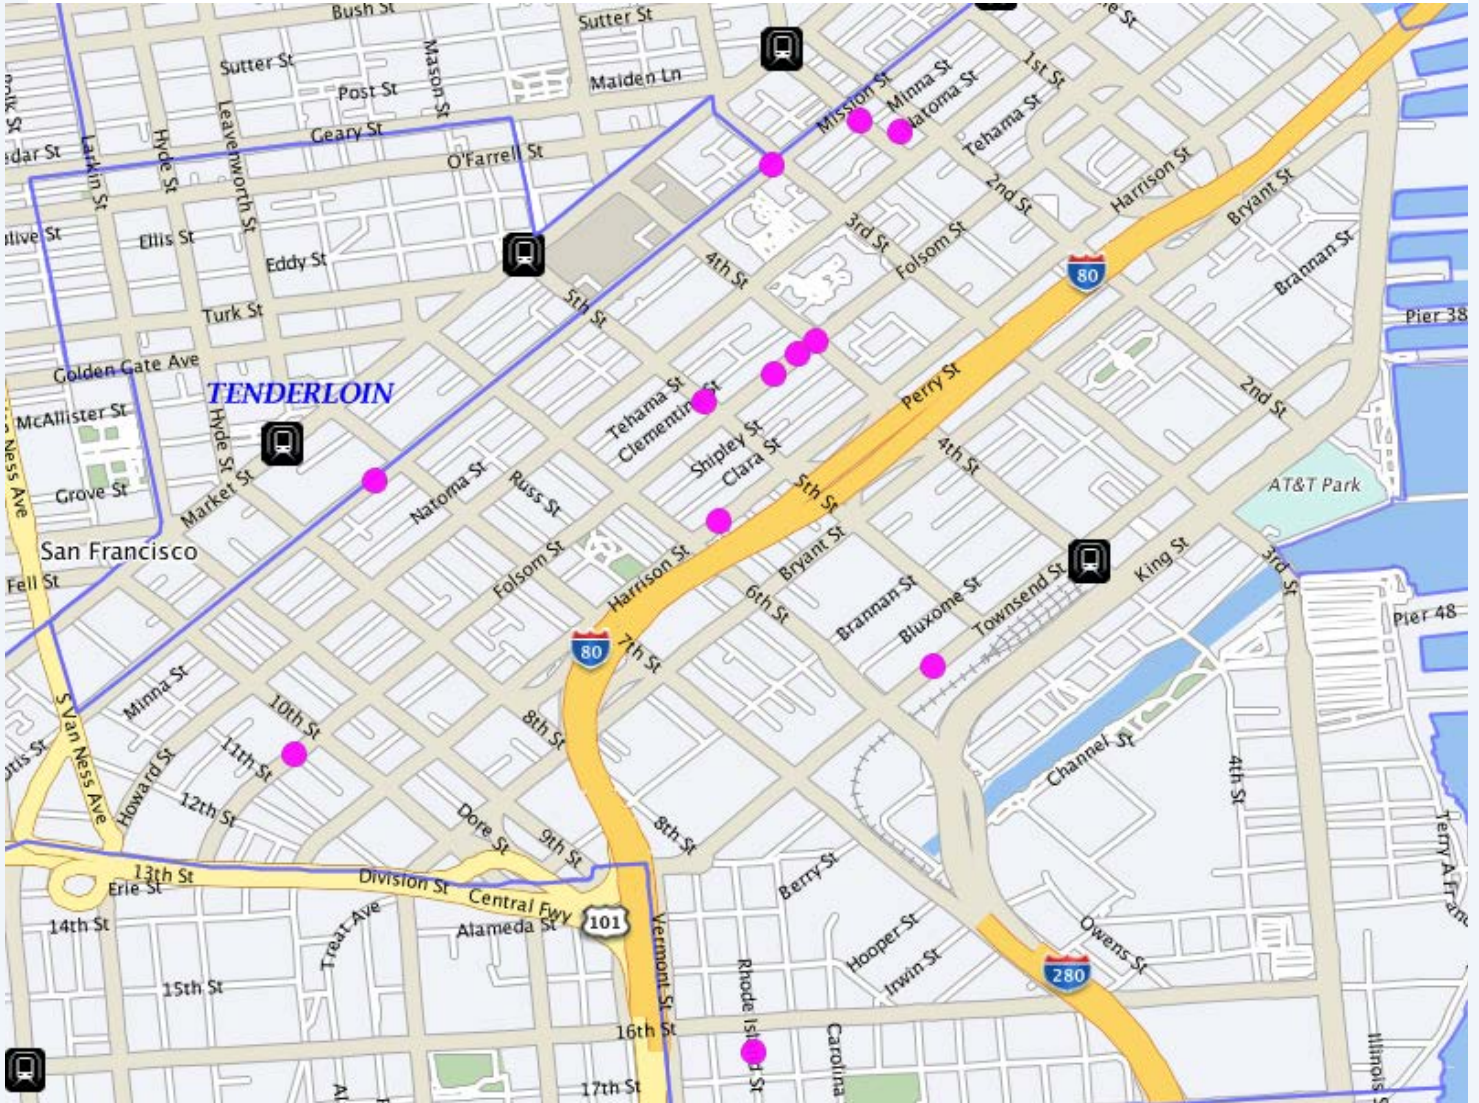 Bush St
Sutter St
1st St
Sutter St
Mason St
Maiden Ln
Post St
Minna St
Natoma St
Mission St
Tehama St
Leavenworth St
Geary St
Larkin St
Hyde St
O'Farrell St
2nd St
Harrison St
Bryant St
Ellis St
Eddy St
3rd St
Folsom St
4th St
Brannan St
80
5th St
Turk St
Pier 38
Golden Gate Ave
TENDERLOIN
McAllister St
Perry St
2nd St
Tehama St
Hyde St
Shipley St
Clara St
4th St
AT&T Park
Grove St
Market St
Natoma St
Russ St
5th St
San Francisco
Folsom St
Harrison St
Bryant St
King St
3rd St
Fell St
6th St
Brannan St
Bluxome St
Townsend St
Pier 48
80
7th St
Minna St
10th St
8th St
S Van Ness Ave
11th St
Howard St
12th St
Channel St
4th St
Dore St
9th St
8th St
13th St
Erie St
Division St
Central Fwy
Berry St
101
14th St
Treat Ave
Alameda St
Vermont St
Hooper St
Irwin St
Owens St
280
15th St
16th St
Carolina
Illinois S
17th St